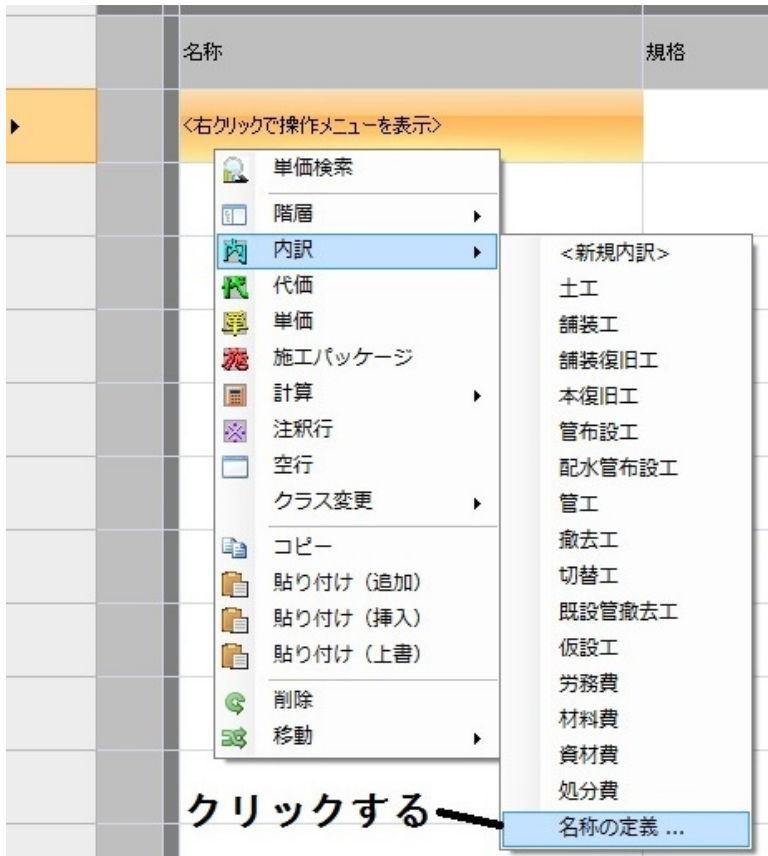 名称
規格
<右クリックで操作メニューを表示>
単価検索
階層
内訳
代価
単価
施工パッケージ
計算
注釈行
空行
クラス変更
コピー
貼り付け（追加）
貼り付け（挿入）
貼り付け（上書）
削除
移動
<新規内訳>
土工
舗装工
舗装復旧工
本復旧工
管布設工
配水管布設工
管工
撤去工
切替工
既設管撤去工
仮設工
労務費
材料費
資材費
処分費
名称の定義 ...
クリックする